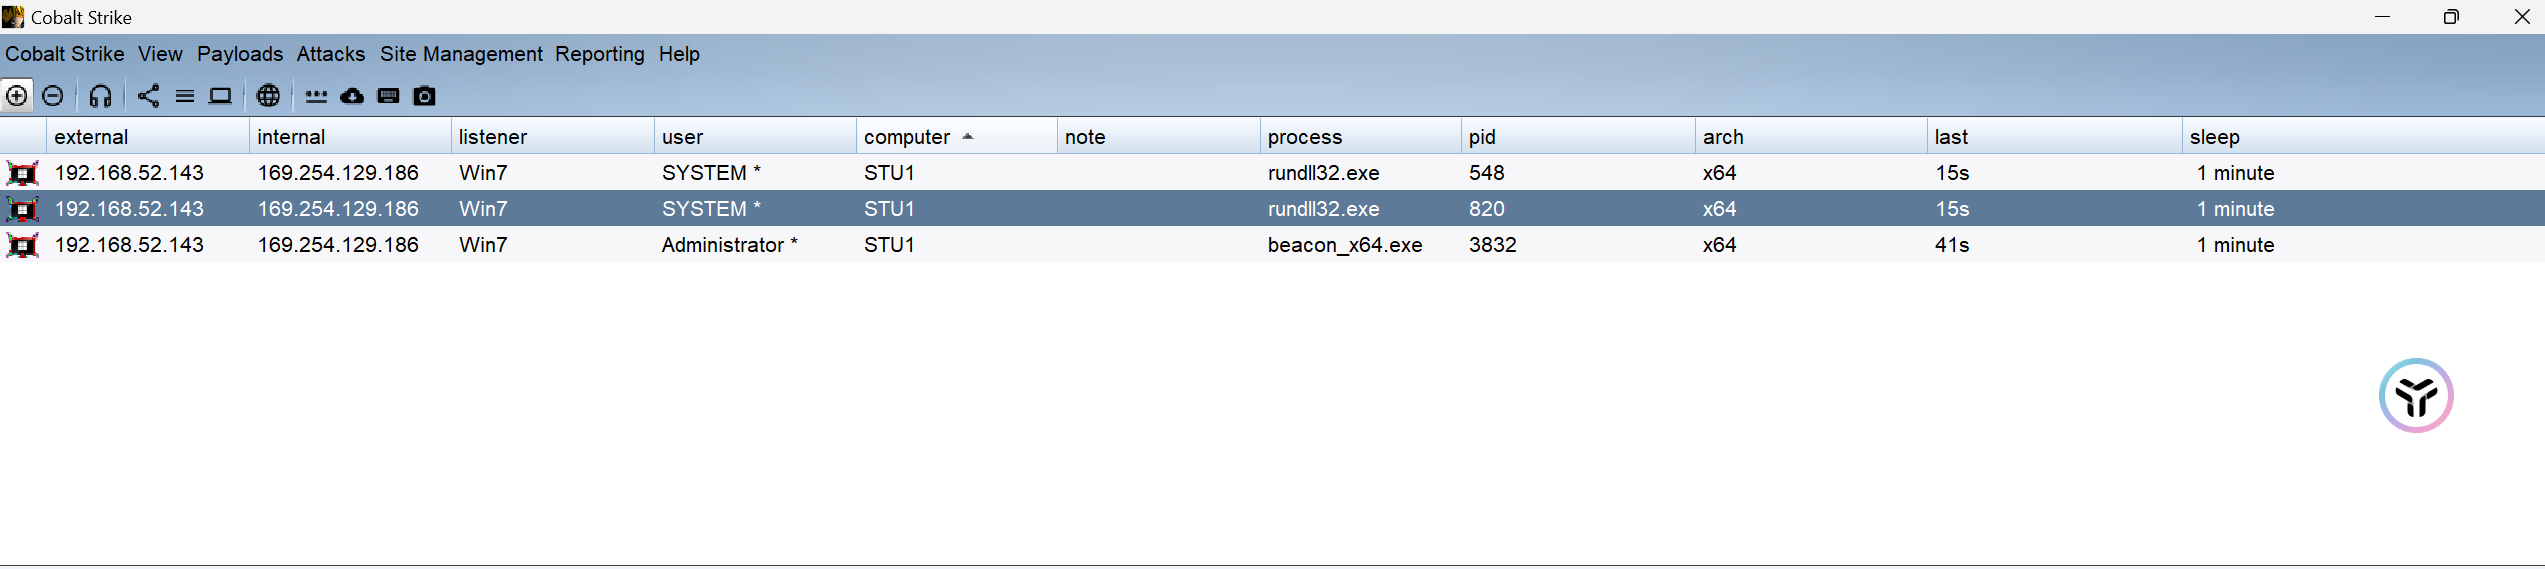 Cobalt Strike
Cobalt Strike View Payloads Attacks Site Management Reporting Help
external internal listener user computer note process pid arch last sleep
192.168.52.143 169.254.129.186 Win7 SYSTEM * STU1 rundll32.exe 548 x64 15s 1 minute
192.168.52.143 169.254.129.186 Win7 SYSTEM * STU1 rundll32.exe 820 x64 15s 1 minute
192.168.52.143 169.254.129.186 Win7 Administrator * STU1 beacon_x64.exe 3832 x64 41s 1 minute